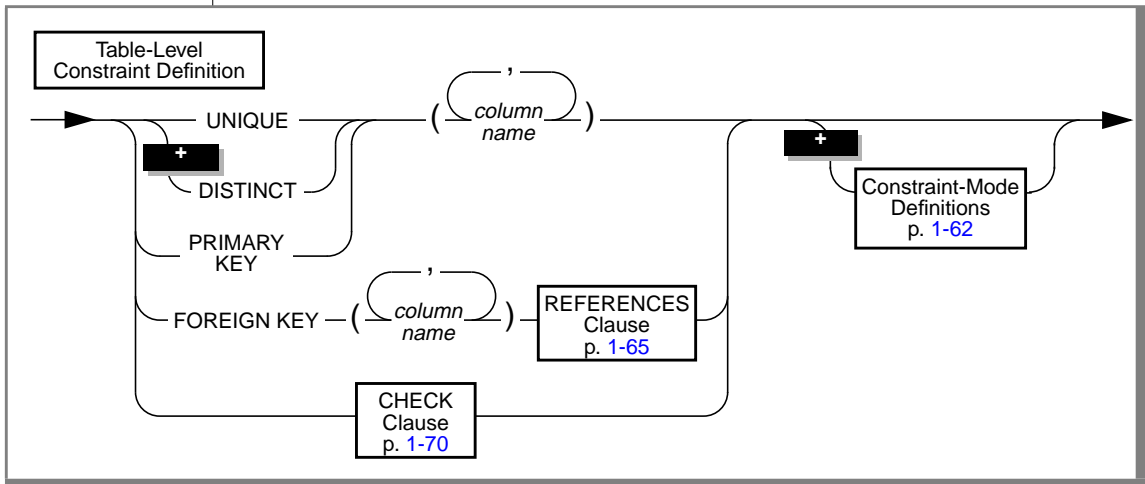 Table-Level
Constraint Definition
UNIQUE
+
DISTINCT
PRIMARY
KEY
(
,
column
name
)
+
Constraint-Mode
Definitions
p. 1-62
FOREIGN KEY
(
,
column
name
)
REFERENCES
Clause
p. 1-65
CHECK
Clause
p. 1-70